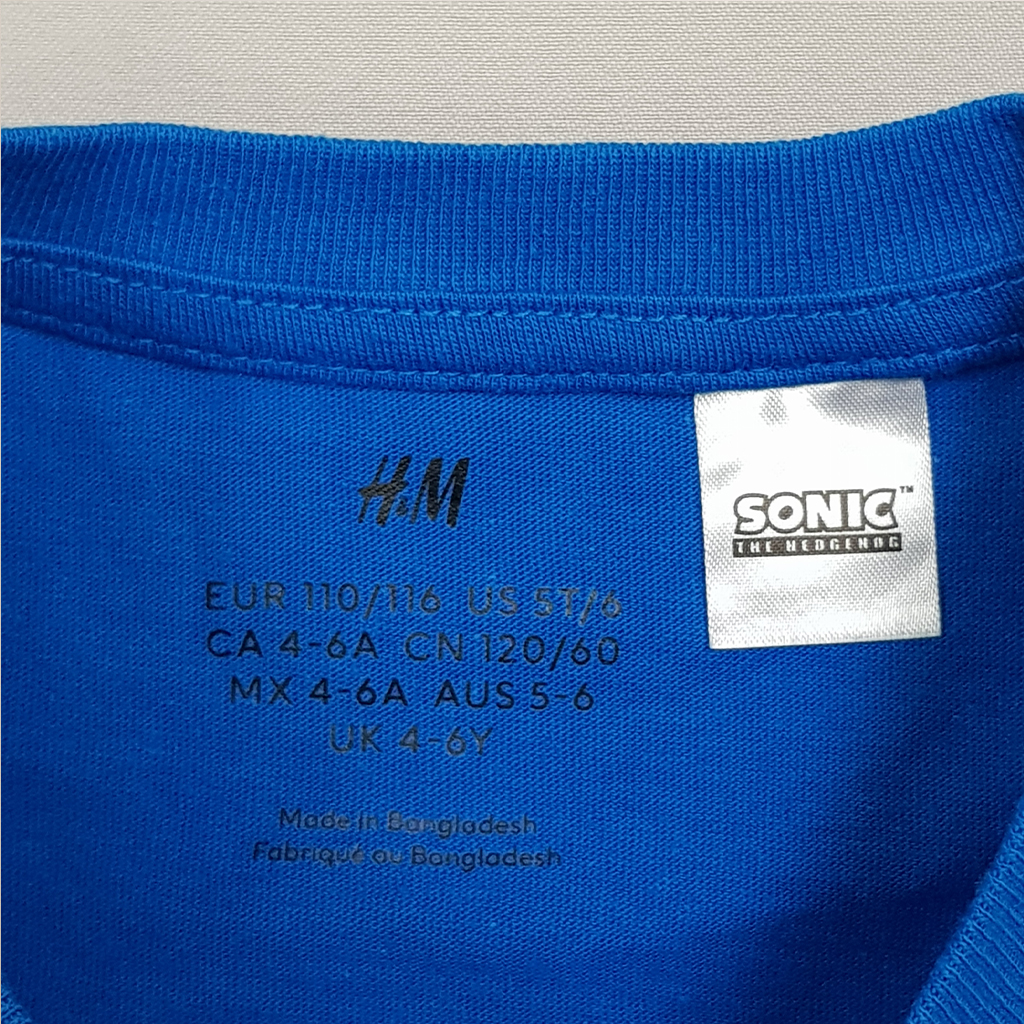 H&M
EUR 110/116 US 5T/6
CA 4-6A CN 120/60
MX 4-6A AUS 5-6
UK 4-6Y
Made in Bangladesh
Fabriqué au Bangladesh
SONIC™
THE HEDGEHOG